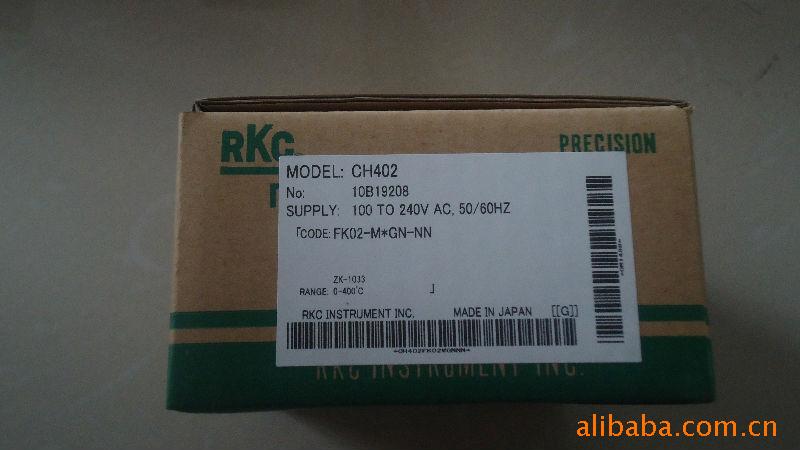 RKC
PRECISION
MODEL: CH402
No: 10B19208
SUPPLY: 100 TO 240V AC, 50/60HZ
「CODE: FK02-M*GN-NN
ZK-1033
RANGE: 0-400℃ 」
RKC INSTRUMENT INC. MADE IN JAPAN [[G]]
*CH402FK02MGNNN*
RKC INSTRUMENT INC.
alibaba.com.cn